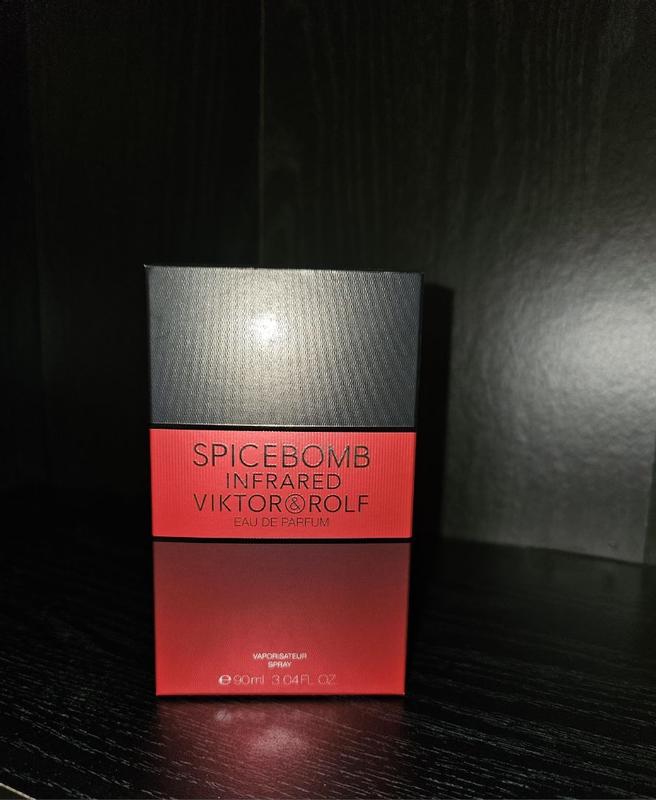 SPICEBOMB
INFRARED
VIKTOR&ROLF
EAU DE PARFUM
VAPORISATEUR
SPRAY
℮ 90ml 3.04 FL. OZ.